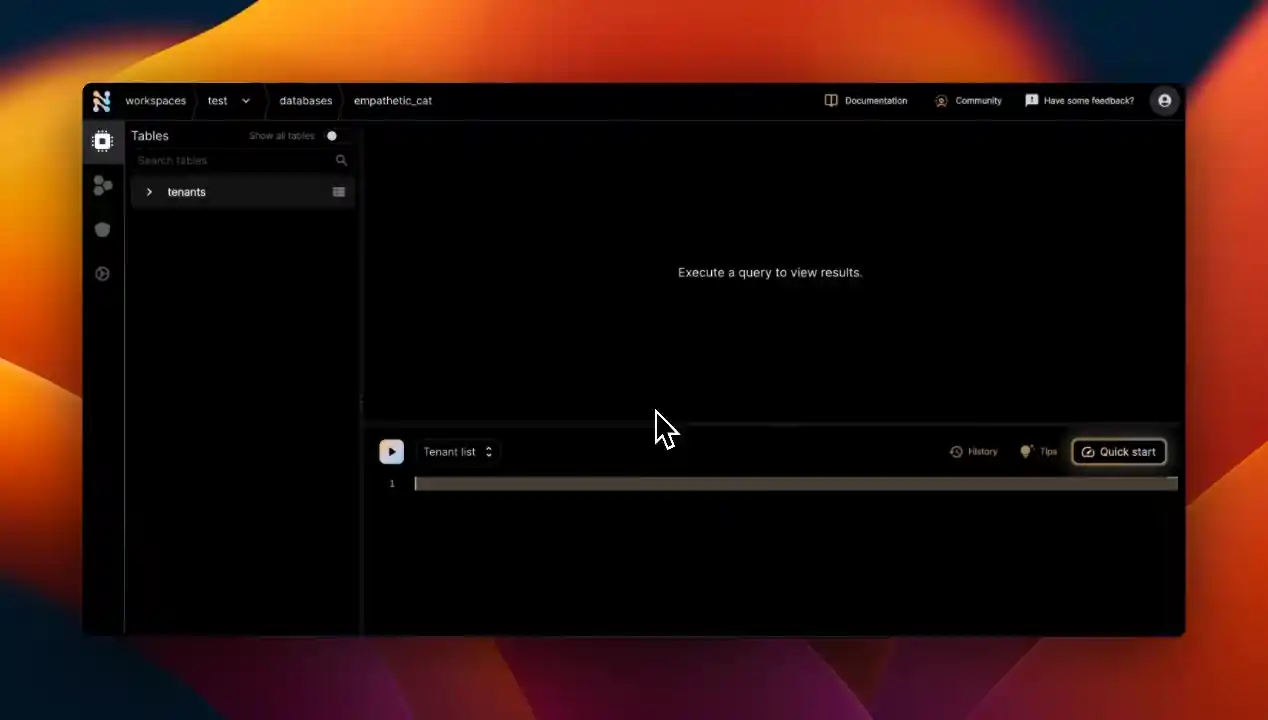 workspaces test databases empathetic_cat Documentation Community Have some feedback?
Tables Show all tables
Search tables
tenants
Execute a query to view results.
Tenant list History Tips Quick start
1